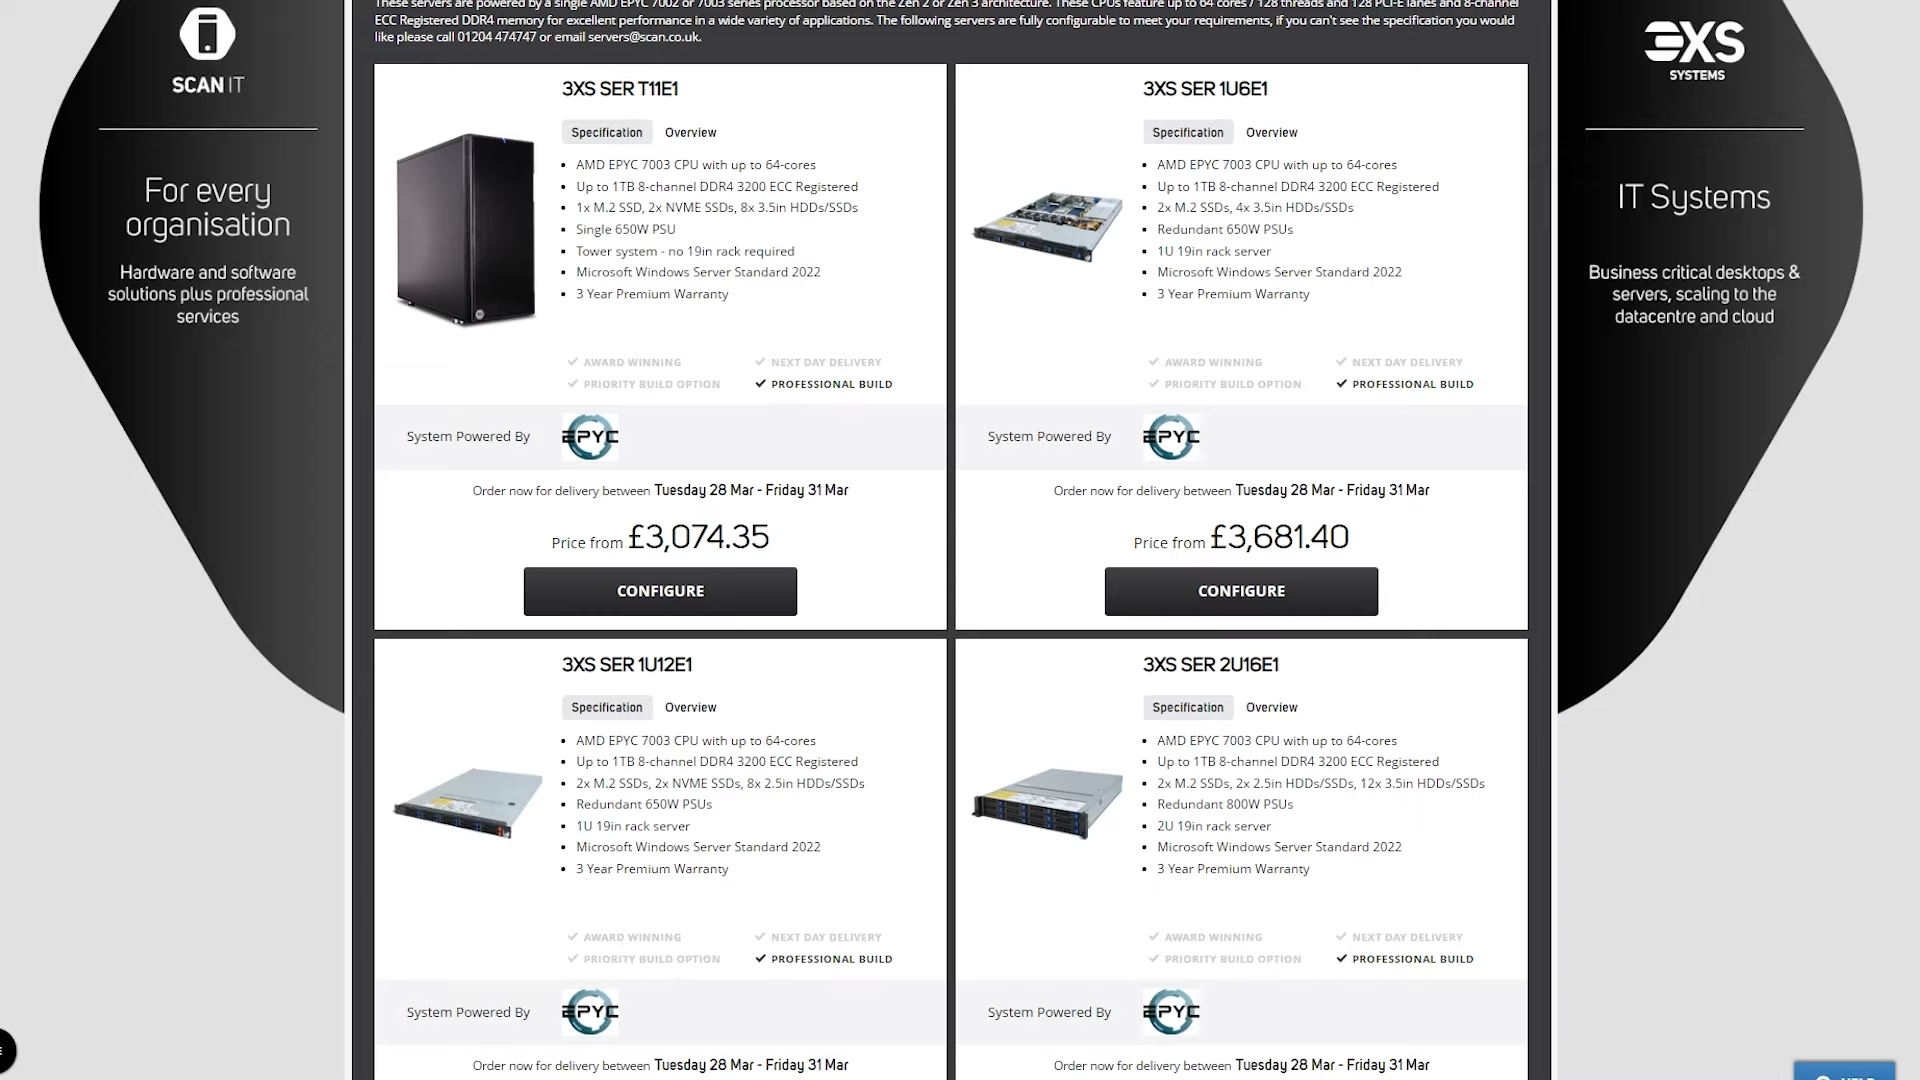 These servers are powered by a single AMD EPYC 7002 or 7003 series processor based on the Zen 2 or Zen 3 architecture. These CPUs feature up to 64 cores / 128 threads and 128 PCI-E lanes and 8-channel
ECC Registered DDR4 memory for excellent performance in a wide variety of applications. The following servers are fully configurable to meet your requirements, if you can't see the specification you would
like please call 01204 474747 or email servers@scan.co.uk.
SCAN IT
For every
organisation
Hardware and software
solutions plus professional
services
3XS SER T11E1
Specification Overview
AMD EPYC 7003 CPU with up to 64-cores
Up to 1TB 8-channel DDR4 3200 ECC Registered
1x M.2 SSD, 2x NVME SSDs, 8x 3.5in HDDs/SSDs
Single 650W PSU
Tower system - no 19in rack required
Microsoft Windows Server Standard 2022
3 Year Premium Warranty
AWARD WINNING NEXT DAY DELIVERY
PRIORITY BUILD OPTION PROFESSIONAL BUILD
System Powered By EPYC
Order now for delivery between Tuesday 28 Mar - Friday 31 Mar
Price from £3,074.35
CONFIGURE
3XS SER 1U6E1
Specification Overview
AMD EPYC 7003 CPU with up to 64-cores
Up to 1TB 8-channel DDR4 3200 ECC Registered
2x M.2 SSDs, 4x 3.5in HDDs/SSDs
Redundant 650W PSUs
1U 19in rack server
Microsoft Windows Server Standard 2022
3 Year Premium Warranty
AWARD WINNING NEXT DAY DELIVERY
PRIORITY BUILD OPTION PROFESSIONAL BUILD
System Powered By EPYC
Order now for delivery between Tuesday 28 Mar - Friday 31 Mar
Price from £3,681.40
CONFIGURE
3XS SER 1U12E1
Specification Overview
AMD EPYC 7003 CPU with up to 64-cores
Up to 1TB 8-channel DDR4 3200 ECC Registered
2x M.2 SSDs, 2x NVME SSDs, 8x 2.5in HDDs/SSDs
Redundant 650W PSUs
1U 19in rack server
Microsoft Windows Server Standard 2022
3 Year Premium Warranty
AWARD WINNING NEXT DAY DELIVERY
PRIORITY BUILD OPTION PROFESSIONAL BUILD
System Powered By EPYC
Order now for delivery between Tuesday 28 Mar - Friday 31 Mar
3XS SER 2U16E1
Specification Overview
AMD EPYC 7003 CPU with up to 64-cores
Up to 1TB 8-channel DDR4 3200 ECC Registered
2x M.2 SSDs, 2x 2.5in HDDs/SSDs, 12x 3.5in HDDs/SSDs
Redundant 800W PSUs
2U 19in rack server
Microsoft Windows Server Standard 2022
3 Year Premium Warranty
AWARD WINNING NEXT DAY DELIVERY
PRIORITY BUILD OPTION PROFESSIONAL BUILD
System Powered By EPYC
Order now for delivery between Tuesday 28 Mar - Friday 31 Mar
3XS
SYSTEMS
IT Systems
Business critical desktops &
servers, scaling to the
datacentre and cloud